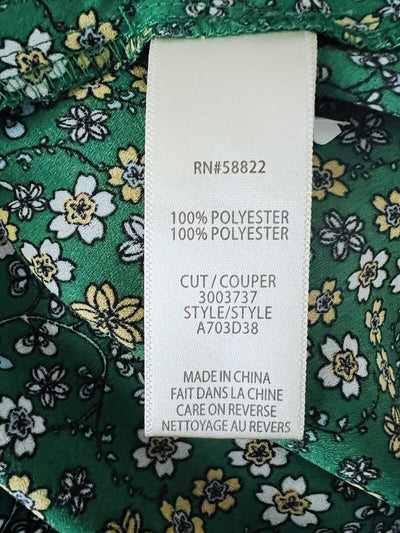 RN#58822
100% POLYESTER
100% POLYESTER
CUT/COUPER
3003737
STYLE/STYLE
A703D38
MADE IN CHINA
FAIT DANS LA CHINE
CARE ON REVERSE
NETTOYAGE AU REVERS